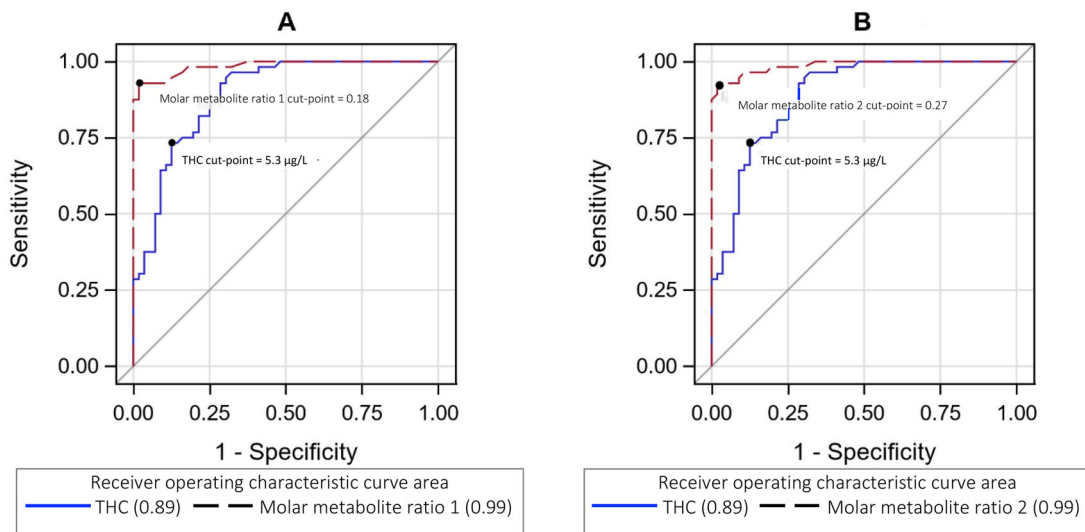 A
Sensitivity
1.00
0.75
0.50
0.25
0.00
Molar metabolite ratio 1 cut-point = 0.18
THC cut-point = 5.3 µg/L
0.00 0.25 0.50 0.75 1.00
1 - Specificity
Receiver operating characteristic curve area
THC (0.89) Molar metabolite ratio 1 (0.99)
B
Sensitivity
1.00
0.75
0.50
0.25
0.00
Molar metabolite ratio 2 cut-point = 0.27
THC cut-point = 5.3 µg/L
0.00 0.25 0.50 0.75 1.00
1 - Specificity
Receiver operating characteristic curve area
THC (0.89) Molar metabolite ratio 2 (0.99)